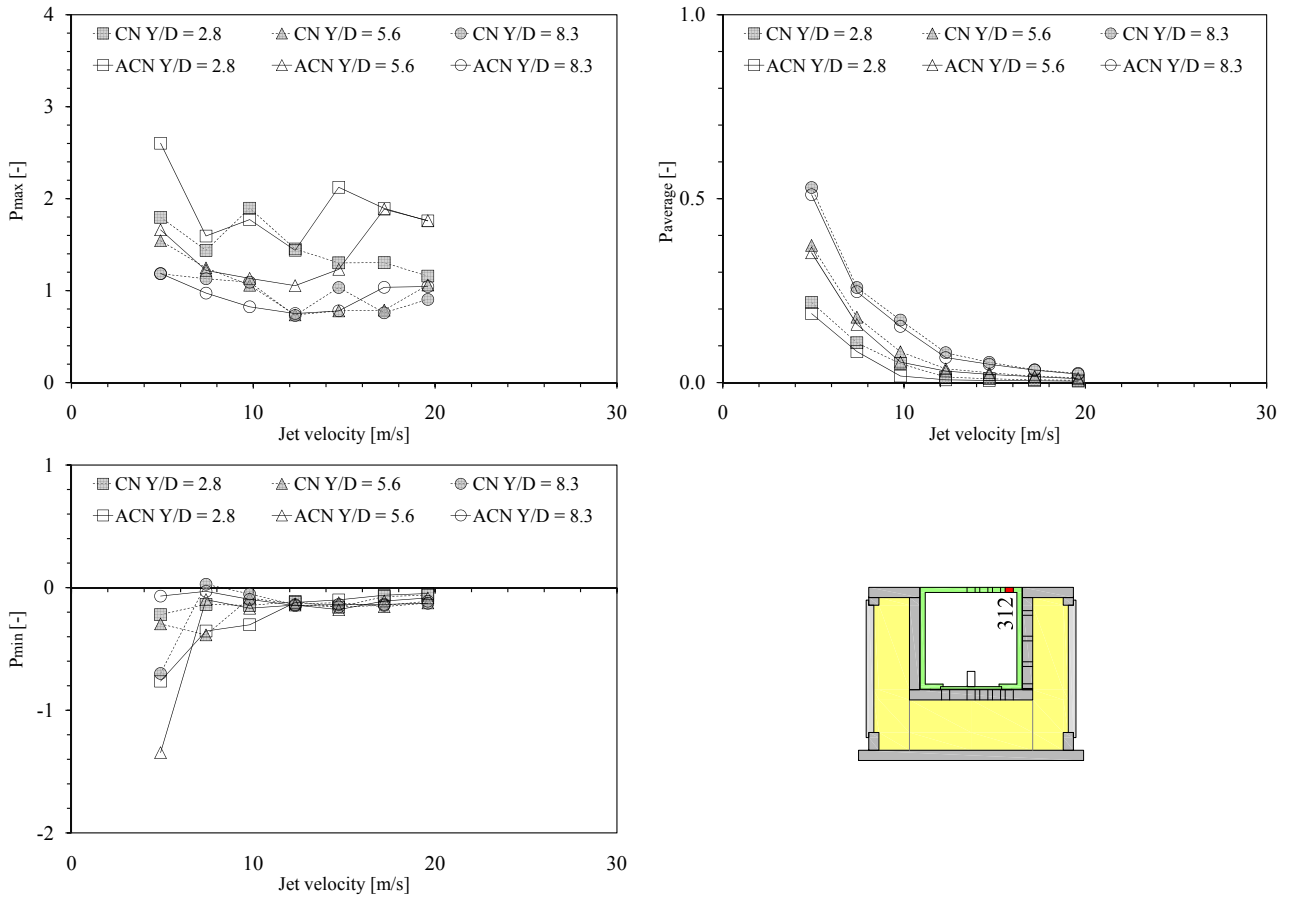 4
3
2
1
0
Pmax [-]
CN Y/D = 2.8 CN Y/D = 5.6 CN Y/D = 8.3
ACN Y/D = 2.8 ACN Y/D = 5.6 ACN Y/D = 8.3
0 10 20 30
Jet velocity [m/s]
1.0
0.5
0.0
Paverage [-]
CN Y/D = 2.8 CN Y/D = 5.6 CN Y/D = 8.3
ACN Y/D = 2.8 ACN Y/D = 5.6 ACN Y/D = 8.3
0 10 20 30
Jet velocity [m/s]
1
0
-1
-2
Pmin [-]
CN Y/D = 2.8 CN Y/D = 5.6 CN Y/D = 8.3
ACN Y/D = 2.8 ACN Y/D = 5.6 ACN Y/D = 8.3
0 10 20 30
Jet velocity [m/s]
312